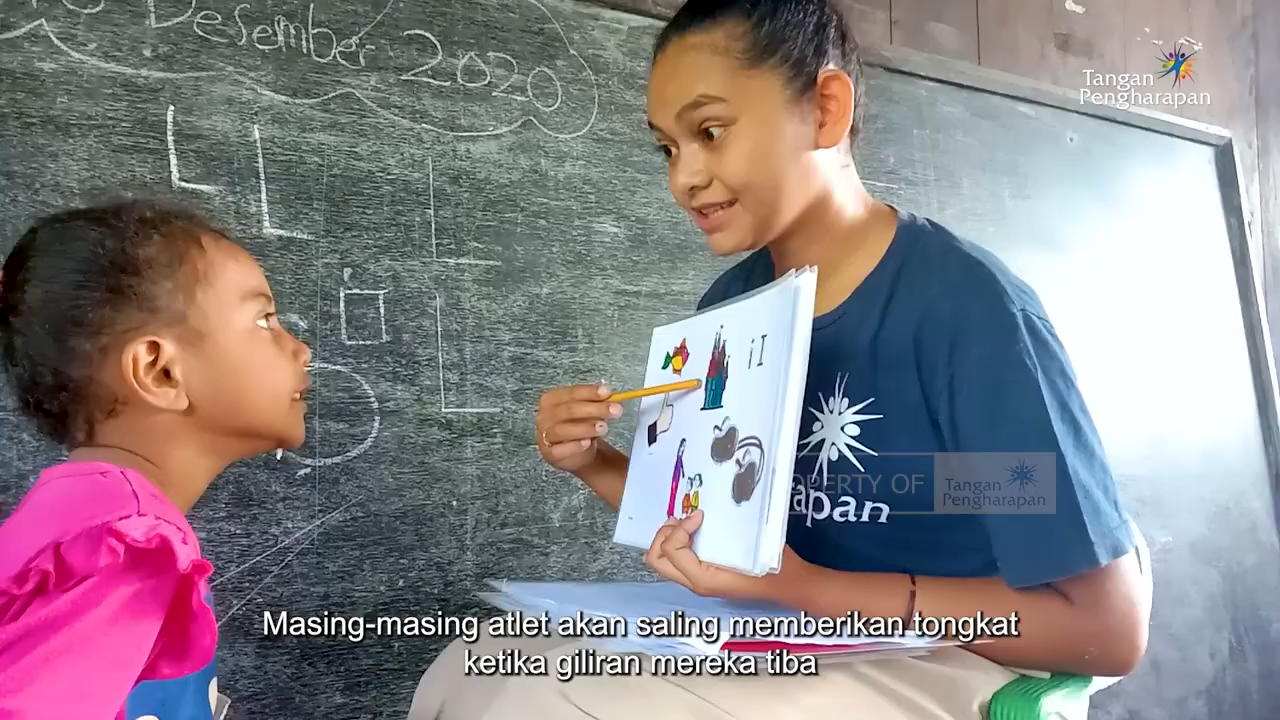 Desember 2020
Tangan
Pengharapan
iI
PROPERTY OF
Tangan
Pengharapan
apan
Masing-masing atlet akan saling memberikan tongkat
ketika giliran mereka tiba